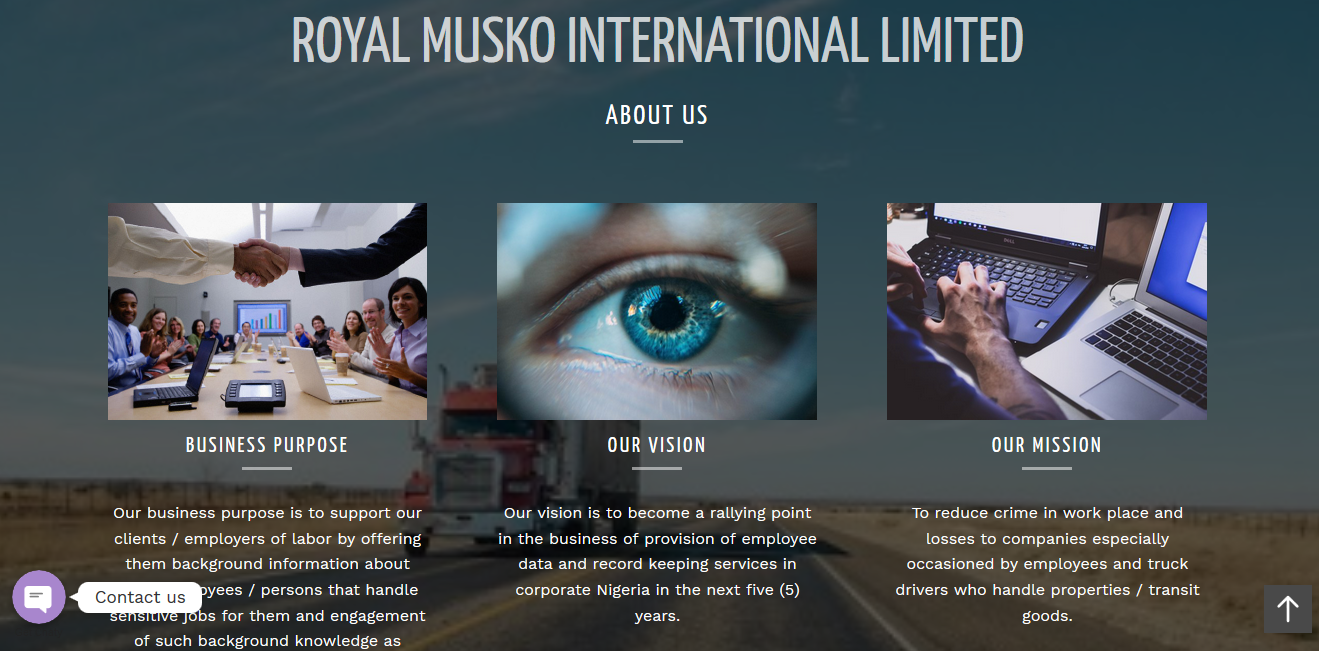 ROYAL MUSKO INTERNATIONAL LIMITED
ABOUT US
BUSINESS PURPOSE
Our business purpose is to support our
clients / employers of labor by offering
them background information about
oyees / persons that handle
sensitive jobs for them and engagement
of such background knowledge as
OUR VISION
Our vision is to become a rallying point
in the business of provision of employee
data and record keeping services in
corporate Nigeria in the next five (5)
years.
OUR MISSION
To reduce crime in work place and
losses to companies especially
occasioned by employees and truck
drivers who handle properties / transit
goods.
Contact us